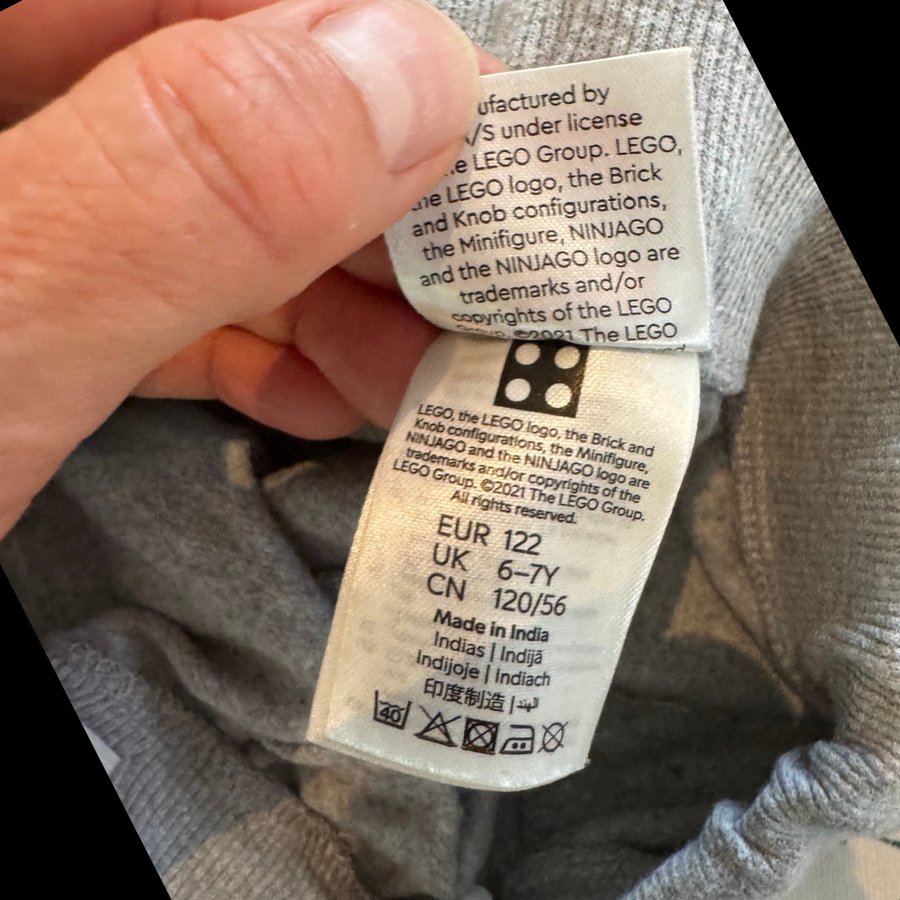 ufactured by
A/S under license
e LEGO Group. LEGO,
the LEGO logo, the Brick
and Knob configurations,
the Minifigure, NINJAGO
and the NINJAGO logo are
trademarks and/or
copyrights of the LEGO
Group. ©2021 The LEGO
LEGO, the LEGO logo, the Brick and
Knob configurations, the Minifigure,
NINJAGO and the NINJAGO logo are
trademarks and/or copyrights of the
LEGO Group. ©2021 The LEGO Group.
All rights reserved.
EUR 122
UK 6–7Y
CN 120/56
Made in India
Indias | Indijā
Indijoje | Indiach
印度制造 | الهند
40